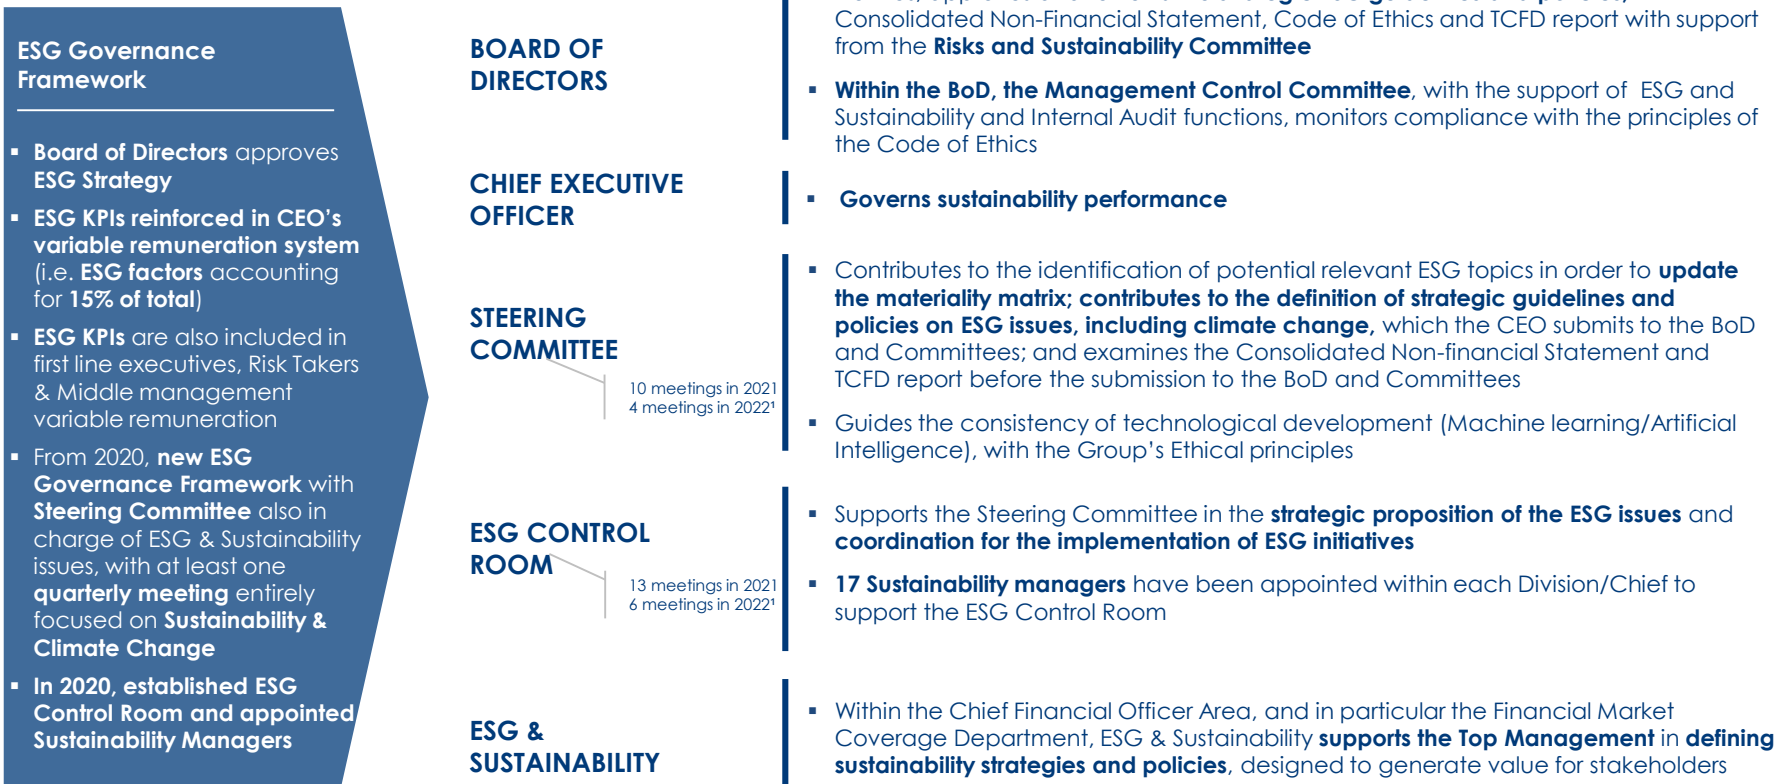 ESG Governance
Framework
▪ Board of Directors approves
ESG Strategy
▪ ESG KPIs reinforced in CEO’s
variable remuneration system
(i.e. ESG factors accounting
for 15% of total)
▪ ESG KPIs are also included in
first line executives, Risk Takers
& Middle management
variable remuneration
▪ From 2020, new ESG
Governance Framework with
Steering Committee also in
charge of ESG & Sustainability
issues, with at least one
quarterly meeting entirely
focused on Sustainability &
Climate Change
▪ In 2020, established ESG
Control Room and appointed
Sustainability Managers
BOARD OF
DIRECTORS
Consolidated Non-Financial Statement, Code of Ethics and TCFD report with support
from the Risks and Sustainability Committee
▪ Within the BoD, the Management Control Committee, with the support of ESG and
Sustainability and Internal Audit functions, monitors compliance with the principles of
the Code of Ethics
CHIEF EXECUTIVE
OFFICER
▪ Governs sustainability performance
STEERING
COMMITTEE
10 meetings in 2021
4 meetings in 2022¹
▪ Contributes to the identification of potential relevant ESG topics in order to update
the materiality matrix; contributes to the definition of strategic guidelines and
policies on ESG issues, including climate change, which the CEO submits to the BoD
and Committees; and examines the Consolidated Non-financial Statement and
TCFD report before the submission to the BoD and Committees
▪ Guides the consistency of technological development (Machine learning/Artificial
Intelligence), with the Group’s Ethical principles
ESG CONTROL
ROOM
13 meetings in 2021
6 meetings in 2022¹
▪ Supports the Steering Committee in the strategic proposition of the ESG issues and
coordination for the implementation of ESG initiatives
▪ 17 Sustainability managers have been appointed within each Division/Chief to
support the ESG Control Room
ESG &
SUSTAINABILITY
▪ Within the Chief Financial Officer Area, and in particular the Financial Market
Coverage Department, ESG & Sustainability supports the Top Management in defining
sustainability strategies and policies, designed to generate value for stakeholders